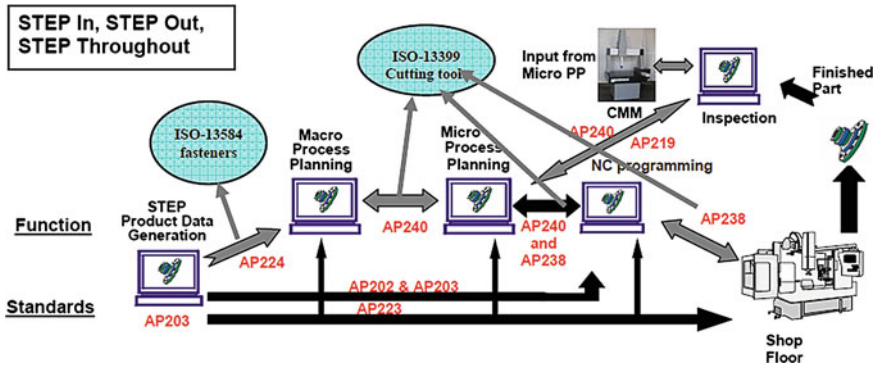 STEP In, STEP Out,
STEP Throughout
ISO-13399
Cutting tool
Input from
Micro PP
CMM
Inspection
Finished
Part
ISO-13584
fasteners
Macro
Process
Planning
Micro
Process
Planning
AP240
AP219
NC programming
Function
STEP
Product Data
Generation
AP224
AP240
AP240
and
AP238
AP238
Standards
AP203
AP202 & AP203
AP223
Shop
Floor